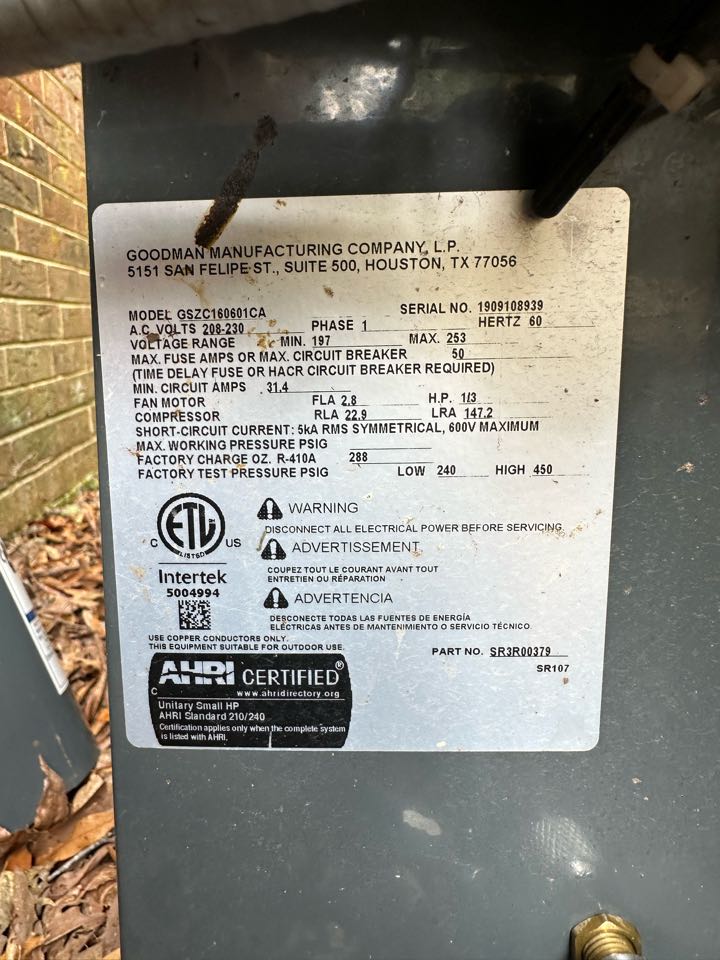 GOODMAN MANUFACTURING COMPANY, L.P.
5151 SAN FELIPE ST., SUITE 500, HOUSTON, TX 77056
MODEL GSZC160601CA SERIAL NO. 1909108939
A.C. VOLTS 208-230 PHASE 1 HERTZ 60
VOLTAGE RANGE MIN. 197 MAX. 253
MAX. FUSE AMPS OR MAX. CIRCUIT BREAKER 50
(TIME DELAY FUSE OR HACR CIRCUIT BREAKER REQUIRED)
MIN. CIRCUIT AMPS 31.4
FAN MOTOR FLA 2.8 H.P. 1/3
COMPRESSOR RLA 22.9 LRA 147.2
SHORT-CIRCUIT CURRENT: 5kA RMS SYMMETRICAL, 600V MAXIMUM
MAX. WORKING PRESSURE PSIG
FACTORY CHARGE OZ. R-410A 288
FACTORY TEST PRESSURE PSIG LOW 240 HIGH 450
WARNING
DISCONNECT ALL ELECTRICAL POWER BEFORE SERVICING
ADVERTISSEMENT
COUPEZ TOUT LE COURANT AVANT TOUT
ENTRETIEN OU RÉPARATION
ADVERTENCIA
DESCONECTE TODAS LAS FUENTES DE ENERGÍA
ELÉCTRICAS ANTES DE MANTENIMIENTO O SERVICIO TÉCNICO
C ETL US
LISTED
Intertek
5004994
USE COPPER CONDUCTORS ONLY.
THIS EQUIPMENT SUITABLE FOR OUTDOOR USE.
PART NO. SR3R00379
SR107
AHRI CERTIFIED®
C www.ahridirectory.org
Unitary Small HP
AHRI Standard 210/240
Certification applies only when the complete system
is listed with AHRI.